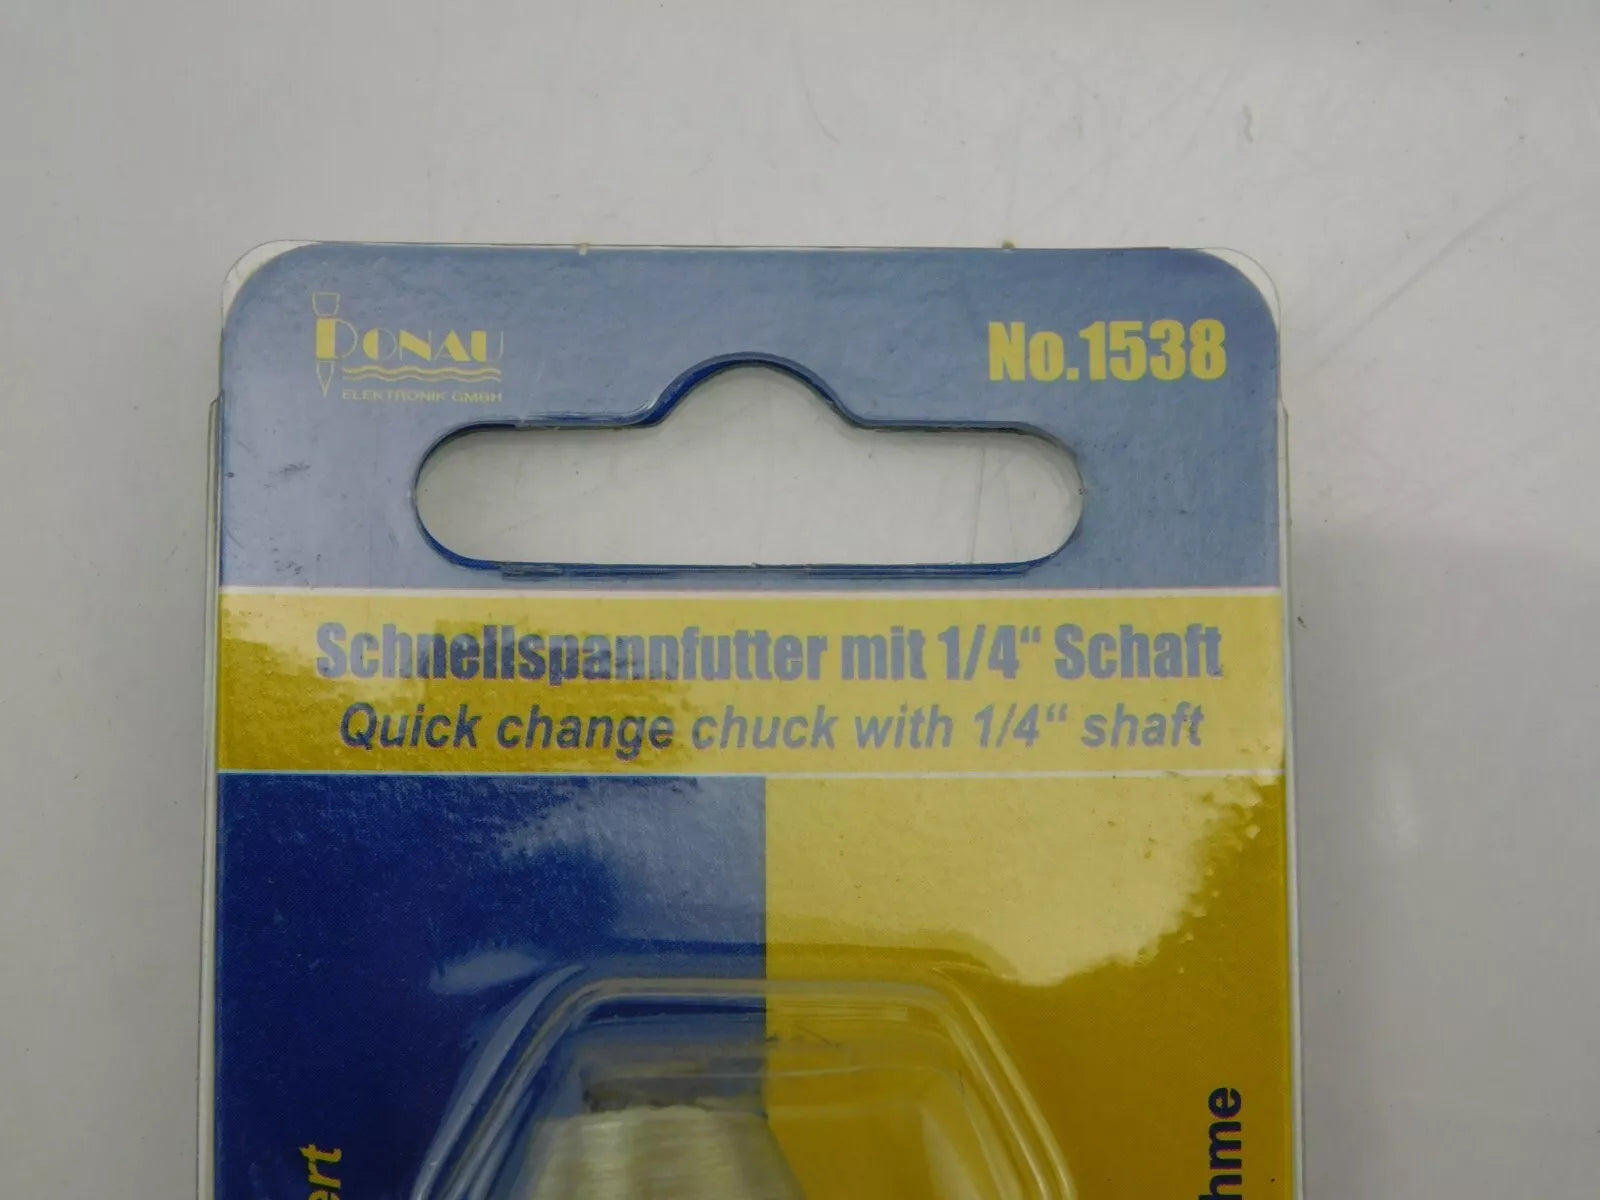 DONAU
ELEKTRONIK GMBH
No.1538
Schnellspannfutter mit 1/4“ Schaft
Quick change chuck with 1/4“ shaft